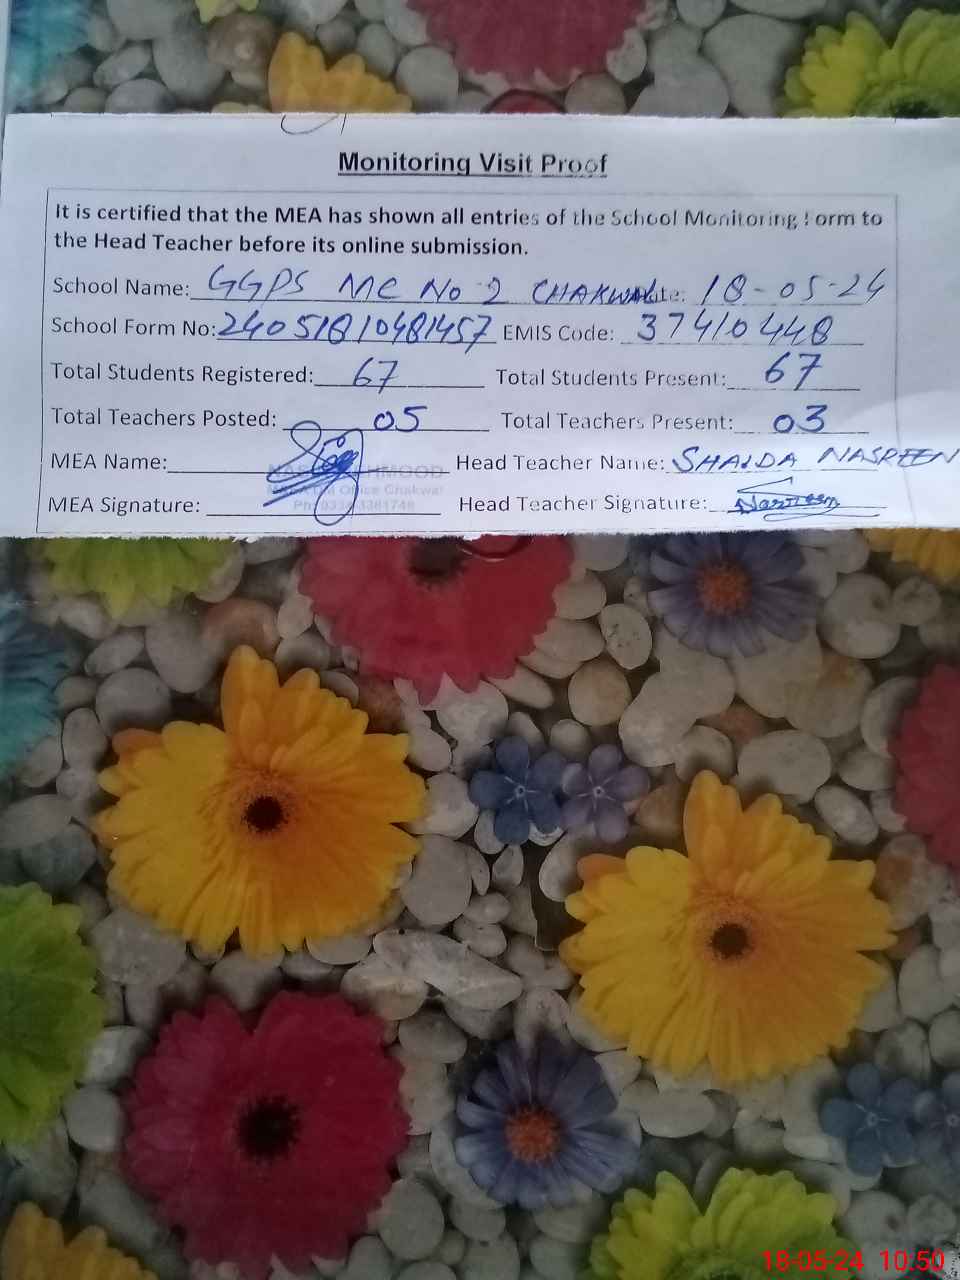 Monitoring Visit Proof
It is certified that the MEA has shown all entries of the School Monitoring Form to
the Head Teacher before its online submission.
School Name: GGPS MC No 2 CHAKWAL Date: 18-05-24
School Form No: 24051810481457 EMIS Code: 37410448
Total Students Registered: 67 Total Students Present: 67
Total Teachers Posted: 05 Total Teachers Present: 03
MEA Name: Head Teacher Name: SHAIDA NASREEN
Office Chakwal
MEA Signature: Head Teacher Signature: Nasreen
18-05-24 10.50